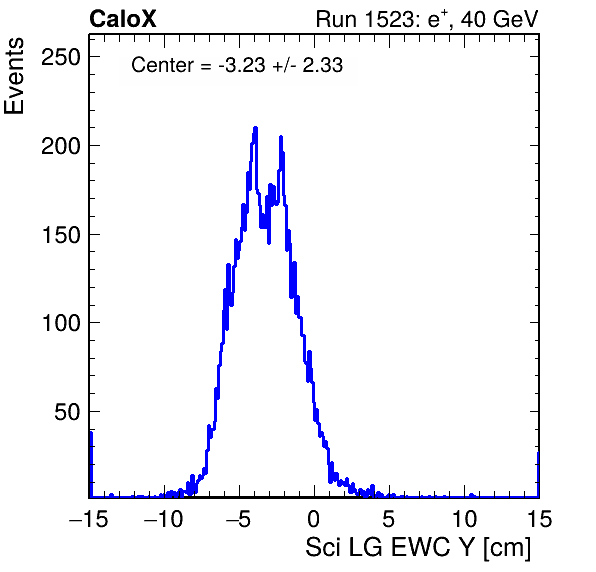 CaloX Run 1523: e⁺, 40 GeV
Center = -3.23 +/- 2.33
Events
250
200
150
100
50
−15 −10 −5 0 5 10 15
Sci LG EWC Y [cm]